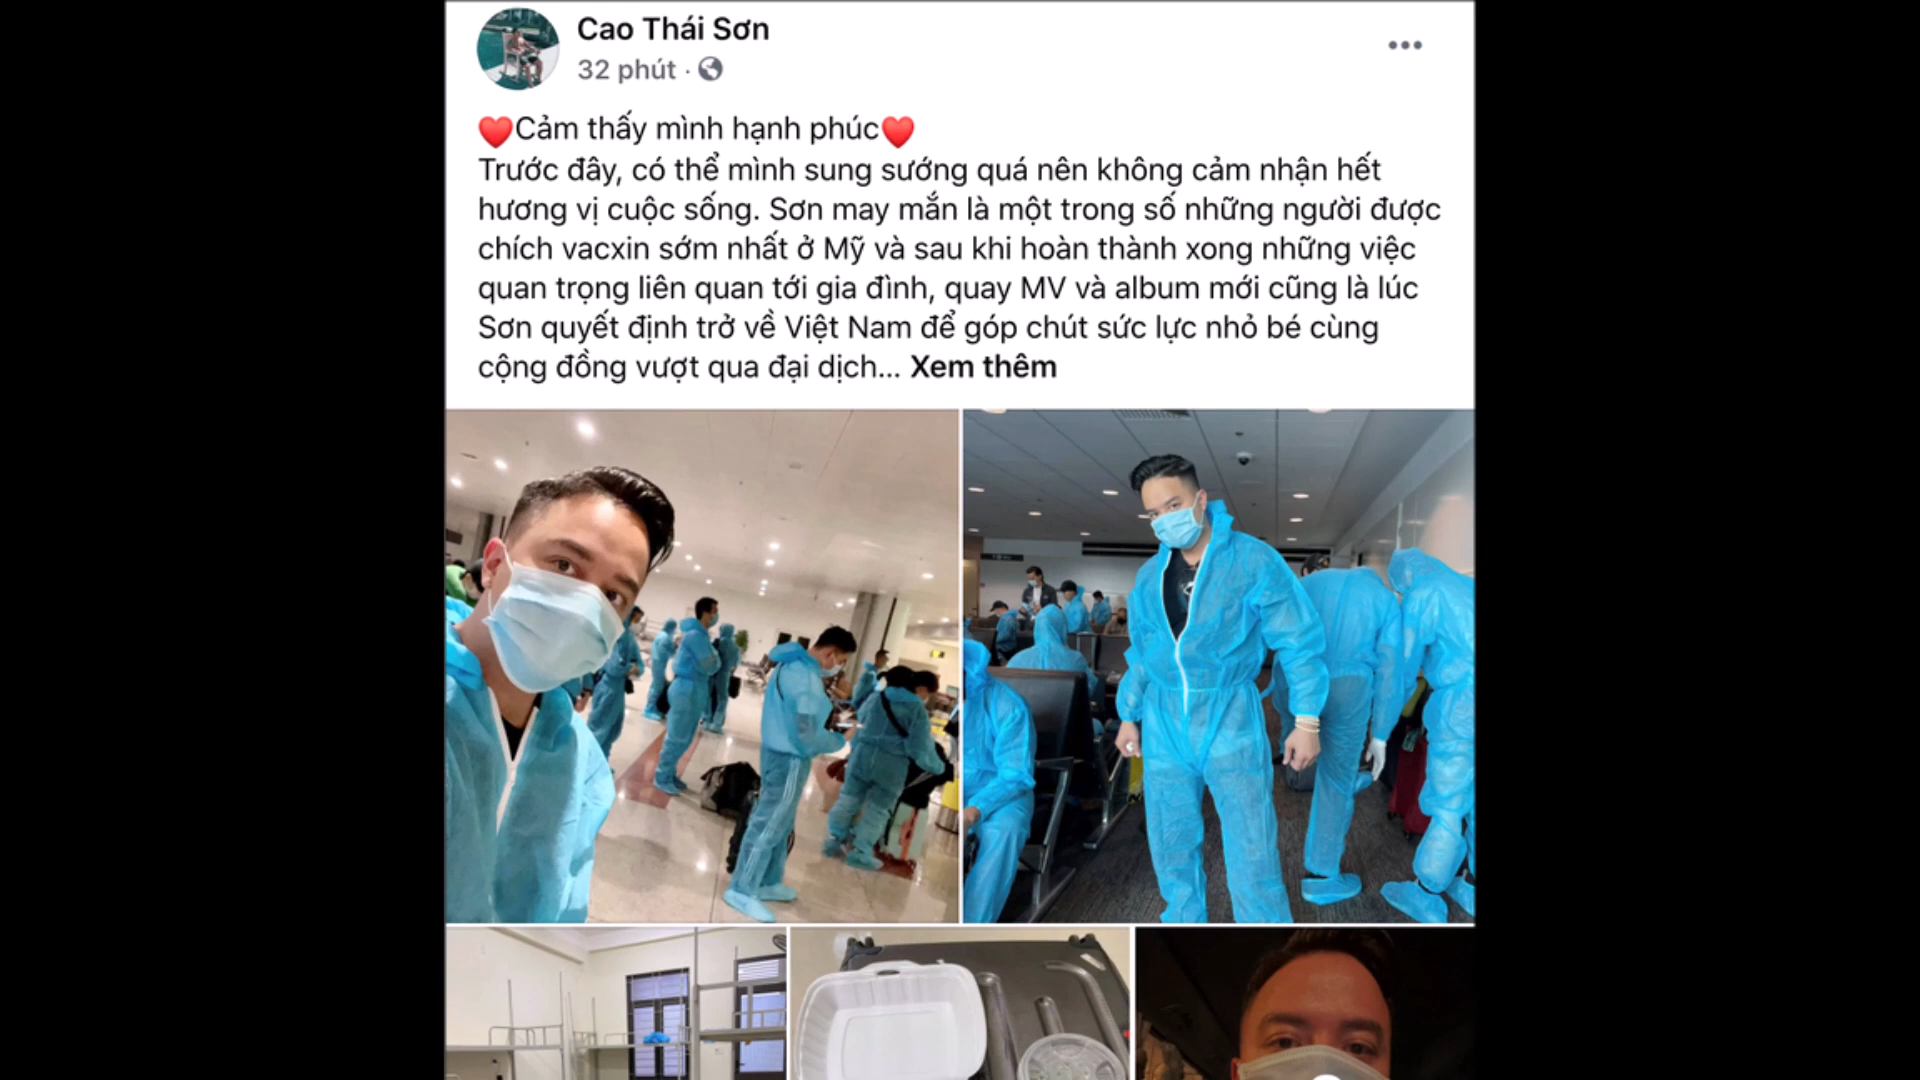 Cao Thái Sơn
32 phút ·
❤️Cảm thấy mình hạnh phúc❤️
Trước đây, có thể mình sung sướng quá nên không cảm nhận hết
hương vị cuộc sống. Sơn may mắn là một trong số những người được
chích vacxin sớm nhất ở Mỹ và sau khi hoàn thành xong những việc
quan trọng liên quan tới gia đình, quay MV và album mới cũng là lúc
Sơn quyết định trở về Việt Nam để góp chút sức lực nhỏ bé cùng
cộng đồng vượt qua đại dịch... Xem thêm